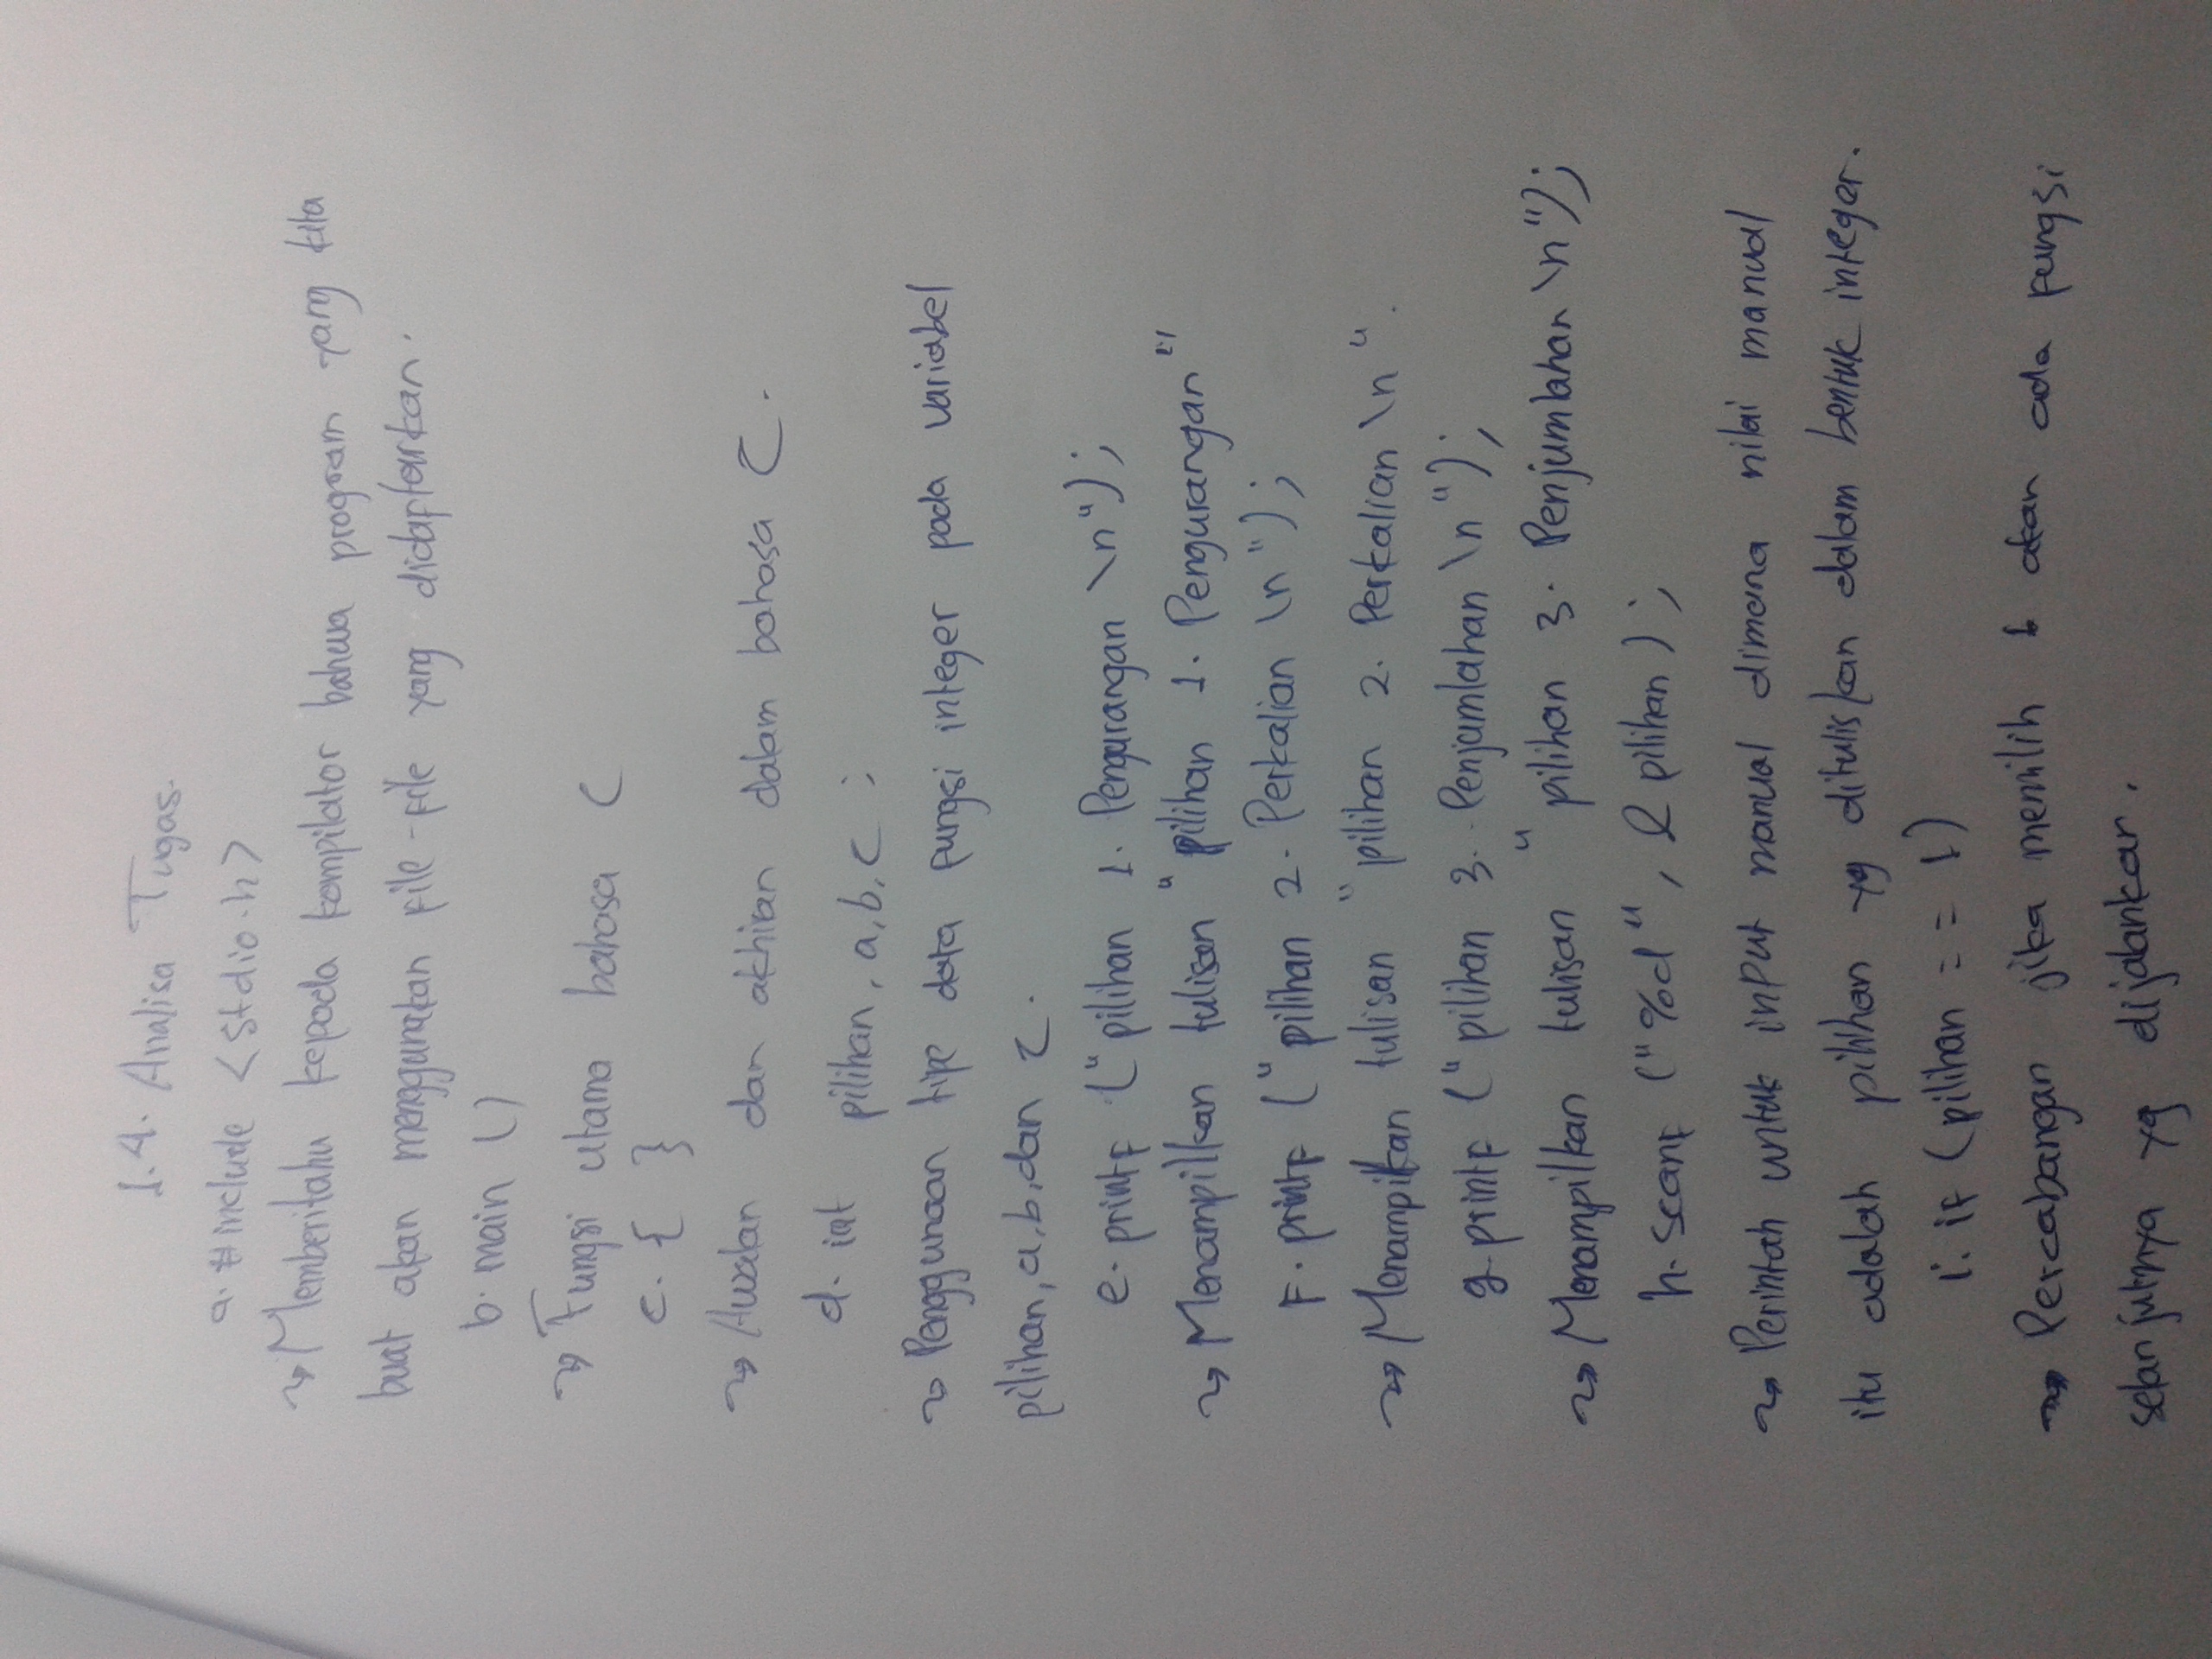 1.4. Analisa Tugas.
a. #include <stdio.h>
Memberitahu kepada kompilator bahwa program yang kita
buat akan menggunakan file-file yang didaftarkan.
b. main ()
Fungsi utama bahasa C
c. { }
Awalan dan akhiran dalam bahasa C.
d. int pilihan, a, b, c ;
Penggunaan tipe data fungsi integer pada variabel
pilihan, a, b, dan c.
e. printf ("pilihan 1. Pengurangan \n");
Menampilkan tulisan "pilihan 1. Pengurangan"
F. printf ("pilihan 2. Perkalian \n");
Menampilkan tulisan "pilihan 2. Perkalian \n".
g. printf ("pilihan 3. Penjumlahan \n");
Menampilkan tulisan "pilihan 3. Penjumlahan \n");
h. scanf ("%d", & pilihan);
Perintah untuk input manual dimana nilai manual
itu adalah pilihan yg dituliskan dalam bentuk integer.
i. if (pilihan = = 1)
Percabangan jika memilih 1 akan ada fungsi
selanjutnya yg dijalankan.